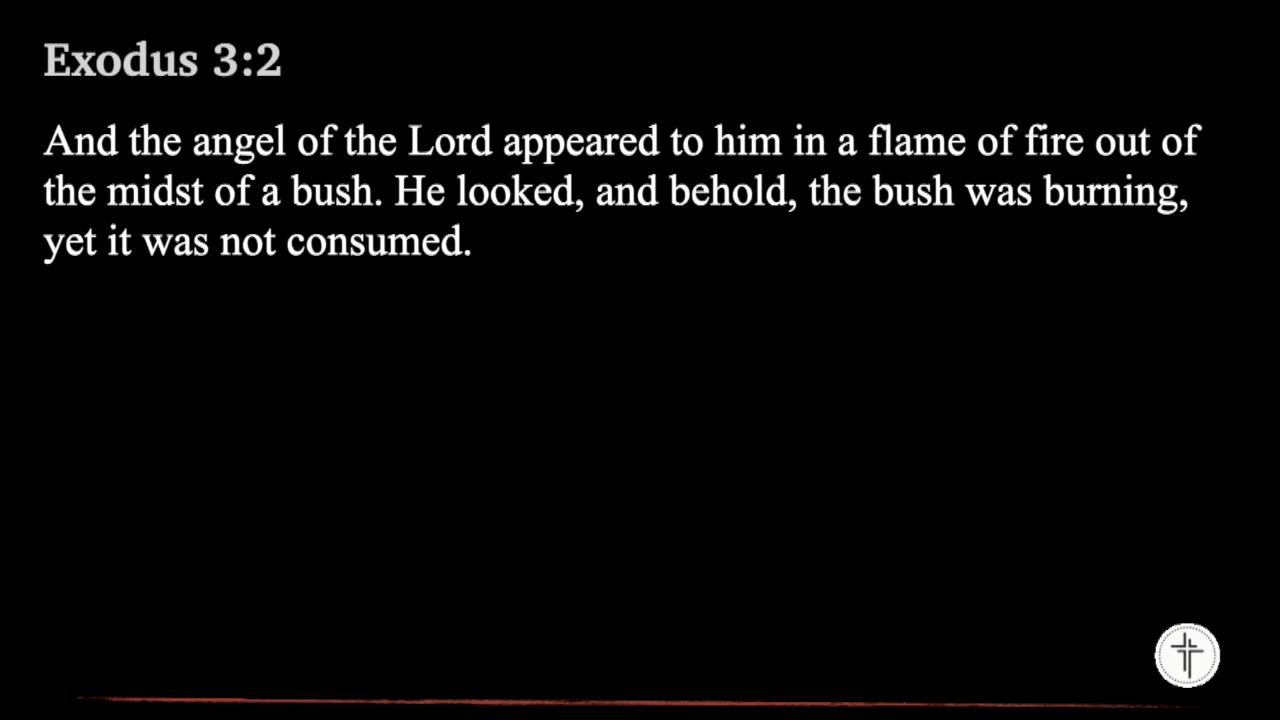 Exodus 3:2
And the angel of the Lord appeared to him in a flame of fire out of
the midst of a bush. He looked, and behold, the bush was burning,
yet it was not consumed.